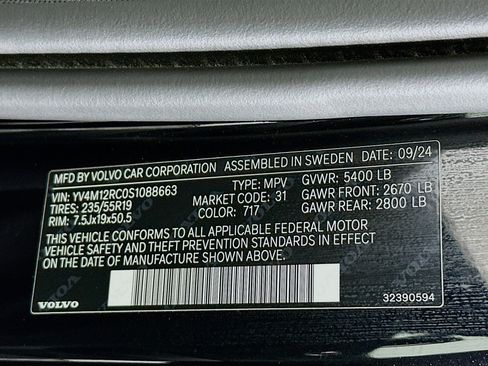 MFD BY VOLVO CAR CORPORATION ASSEMBLED IN SWEDEN DATE: 09/24
VIN: YV4M12RC0S1088663 TYPE: MPV GVWR: 5400 LB
TIRES: 235/55R19 MARKET CODE: 31 GAWR FRONT: 2670 LB
RIM: 7.5Jx19x50.5 COLOR: 717 GAWR REAR: 2800 LB
THIS VEHICLE CONFORMS TO ALL APPLICABLE FEDERAL MOTOR
VEHICLE SAFETY AND THEFT PREVENTION STANDARDS IN EFFECT
ON THE DATE OF MANUFACTURE SHOWN ABOVE.
VOLVO 32390594